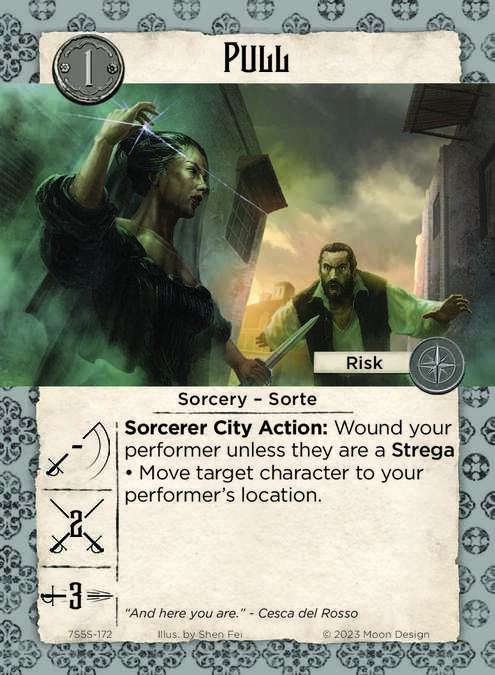 1
PULL
Risk
Sorcery – Sorte
Sorcerer City Action: Wound your
performer unless they are a Strega
• Move target character to your
performer's location.
-
2
3
"And here you are." - Cesca del Rosso
7S5S-172 Illus. by Shen Fei © 2023 Moon Design